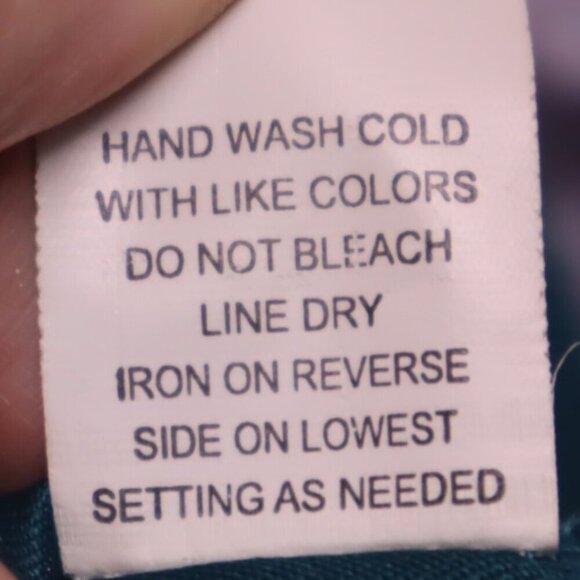 HAND WASH COLD
WITH LIKE COLORS
DO NOT BLEACH
LINE DRY
IRON ON REVERSE
SIDE ON LOWEST
SETTING AS NEEDED